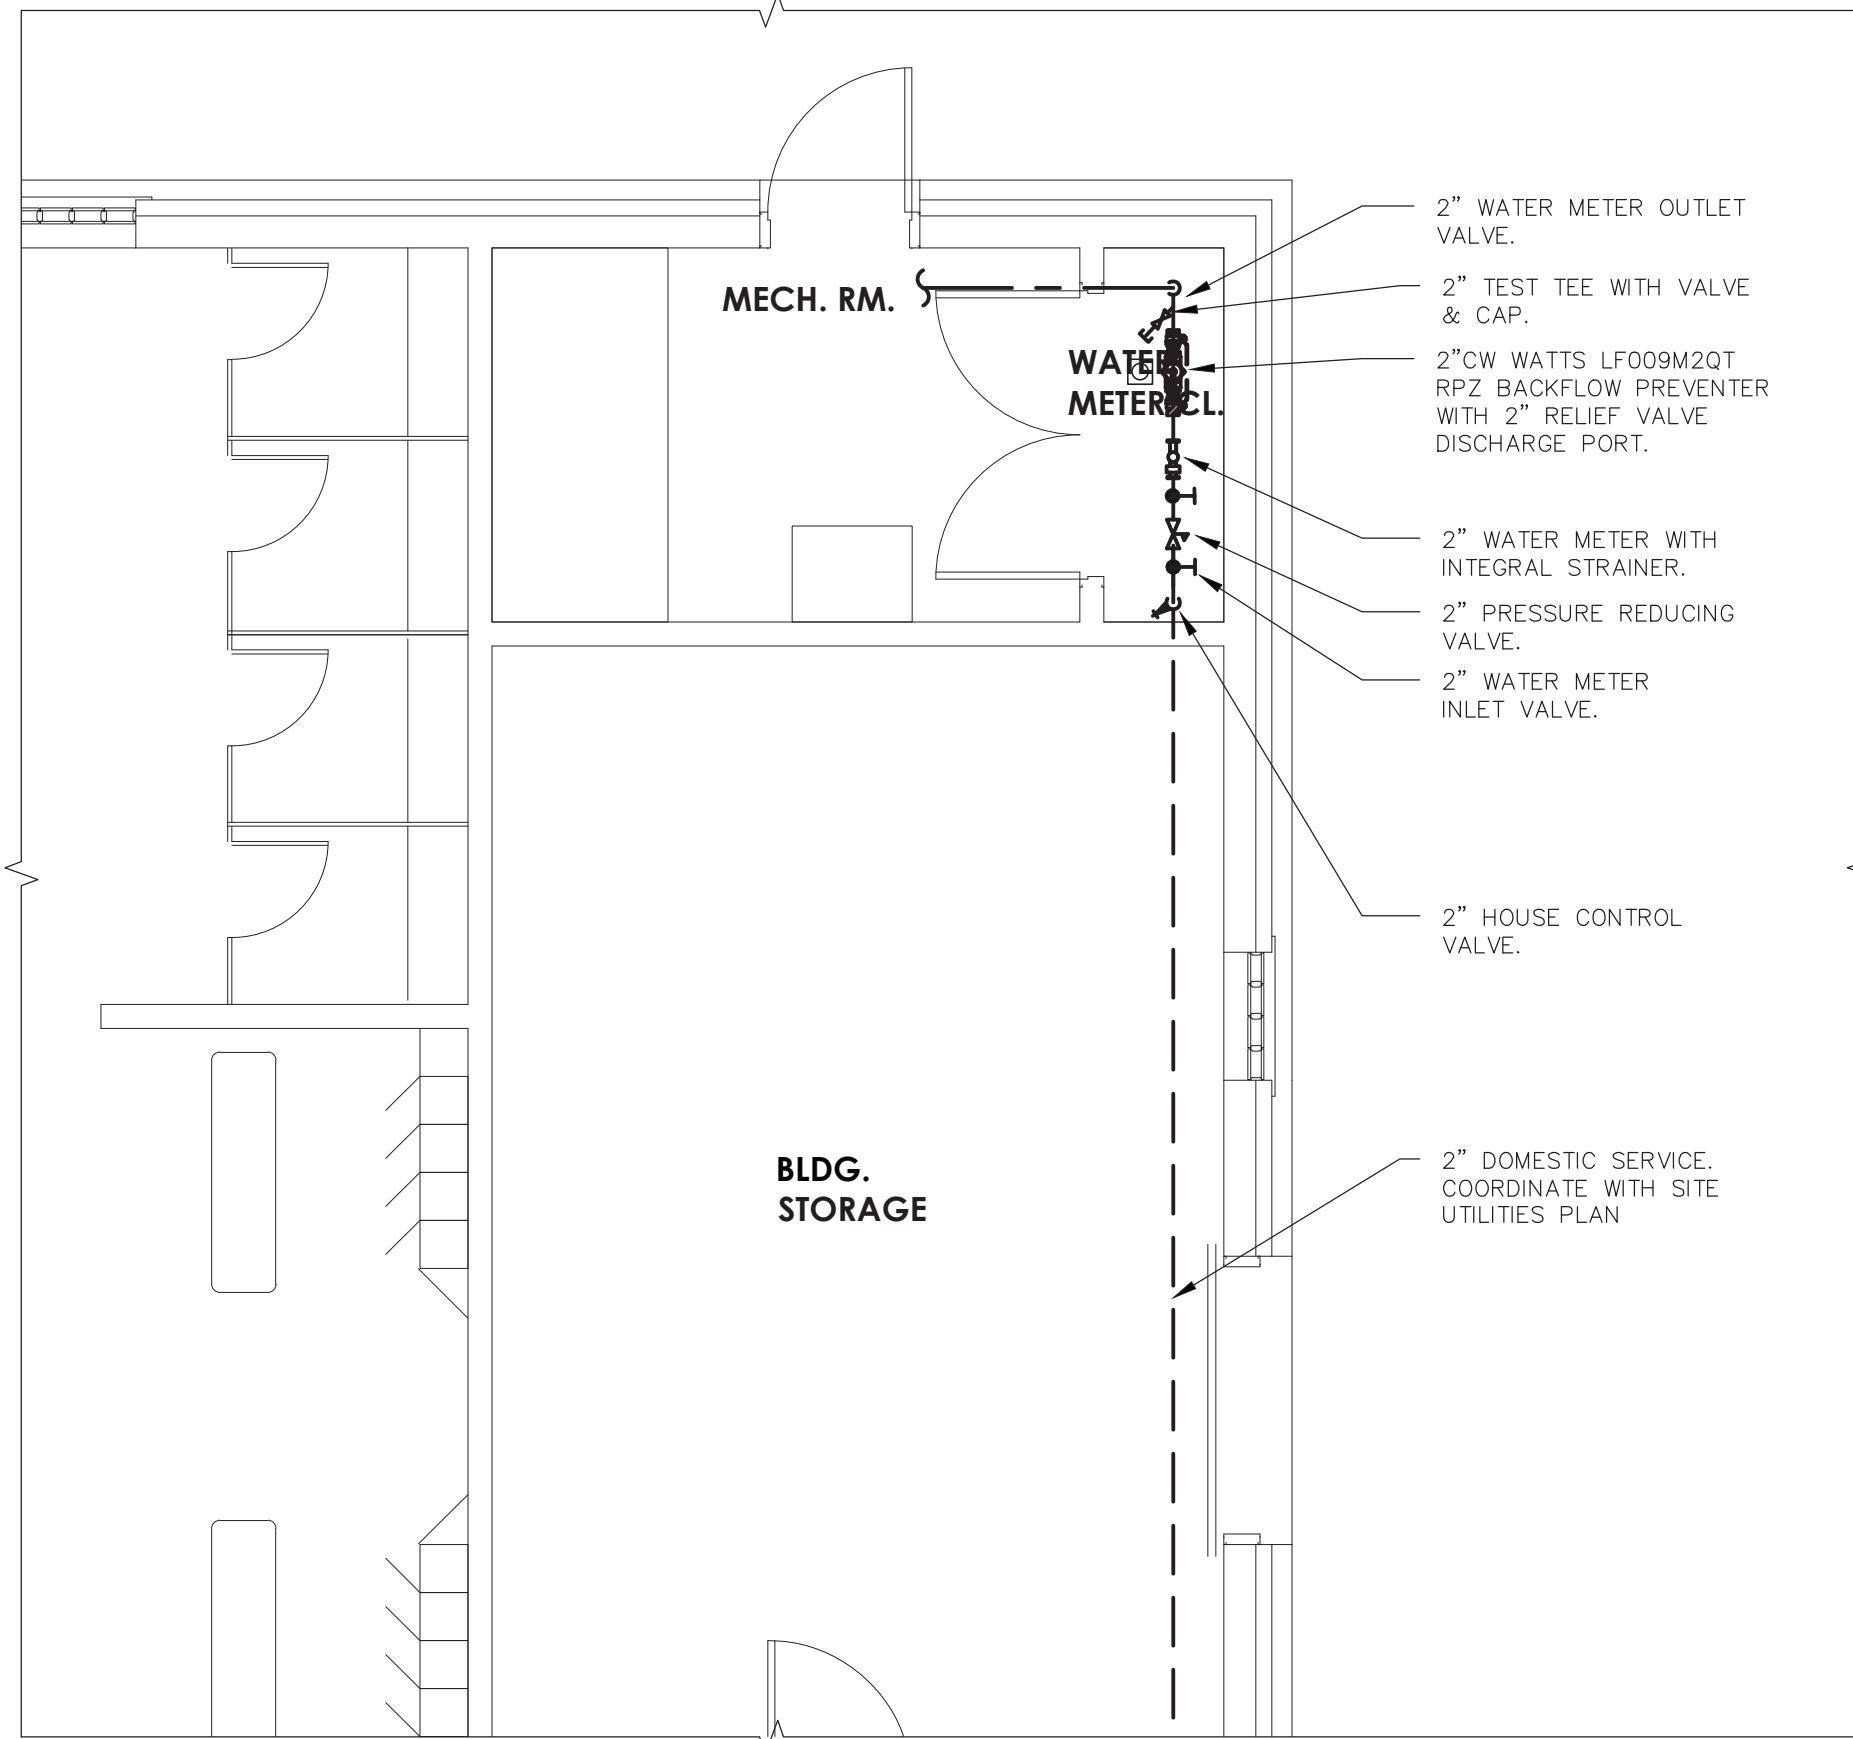 2” WATER METER OUTLET
VALVE.
2” TEST TEE WITH VALVE
& CAP.
MECH. RM.
WATER
METER CL.
2”CW WATTS LF009M2QT
RPZ BACKFLOW PREVENTER
WITH 2” RELIEF VALVE
DISCHARGE PORT.
2” WATER METER WITH
INTEGRAL STRAINER.
2” PRESSURE REDUCING
VALVE.
2” WATER METER
INLET VALVE.
2” HOUSE CONTROL
VALVE.
BLDG.
STORAGE
2” DOMESTIC SERVICE.
COORDINATE WITH SITE
UTILITIES PLAN